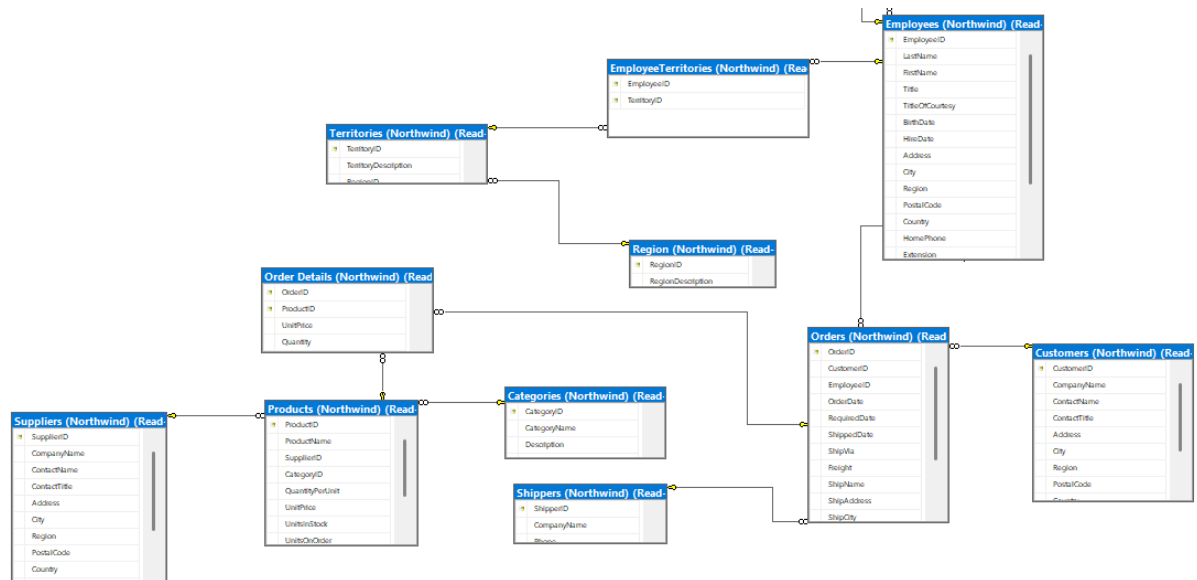 Employees (Northwind) (Read-
EmployeeID
LastName
FirstName
Title
TitleOfCourtesy
BirthDate
HireDate
Address
City
Region
PostalCode
Country
HomePhone
Extension
EmployeeTerritories (Northwind) (Rea
EmployeeID
TerritoryID
Territories (Northwind) (Read-
TerritoryID
TerritoryDescription
RegionID
Region (Northwind) (Read-
RegionID
RegionDescription
Order Details (Northwind) (Read
OrderID
ProductID
UnitPrice
Quantity
Orders (Northwind) (Read
OrderID
CustomerID
EmployeeID
OrderDate
RequiredDate
ShippedDate
ShipVia
Freight
ShipName
ShipAddress
ShipCity
Customers (Northwind) (Read-
CustomerID
CompanyName
ContactName
ContactTitle
Address
City
Region
PostalCode
Country
Categories (Northwind) (Read-
CategoryID
CategoryName
Description
Products (Northwind) (Read-
ProductID
ProductName
SupplierID
CategoryID
QuantityPerUnit
UnitPrice
UnitsInStock
UnitsOnOrder
Suppliers (Northwind) (Read-
SupplierID
CompanyName
ContactName
ContactTitle
Address
City
Region
PostalCode
Country
Shippers (Northwind) (Read-
ShipperID
CompanyName
Phone